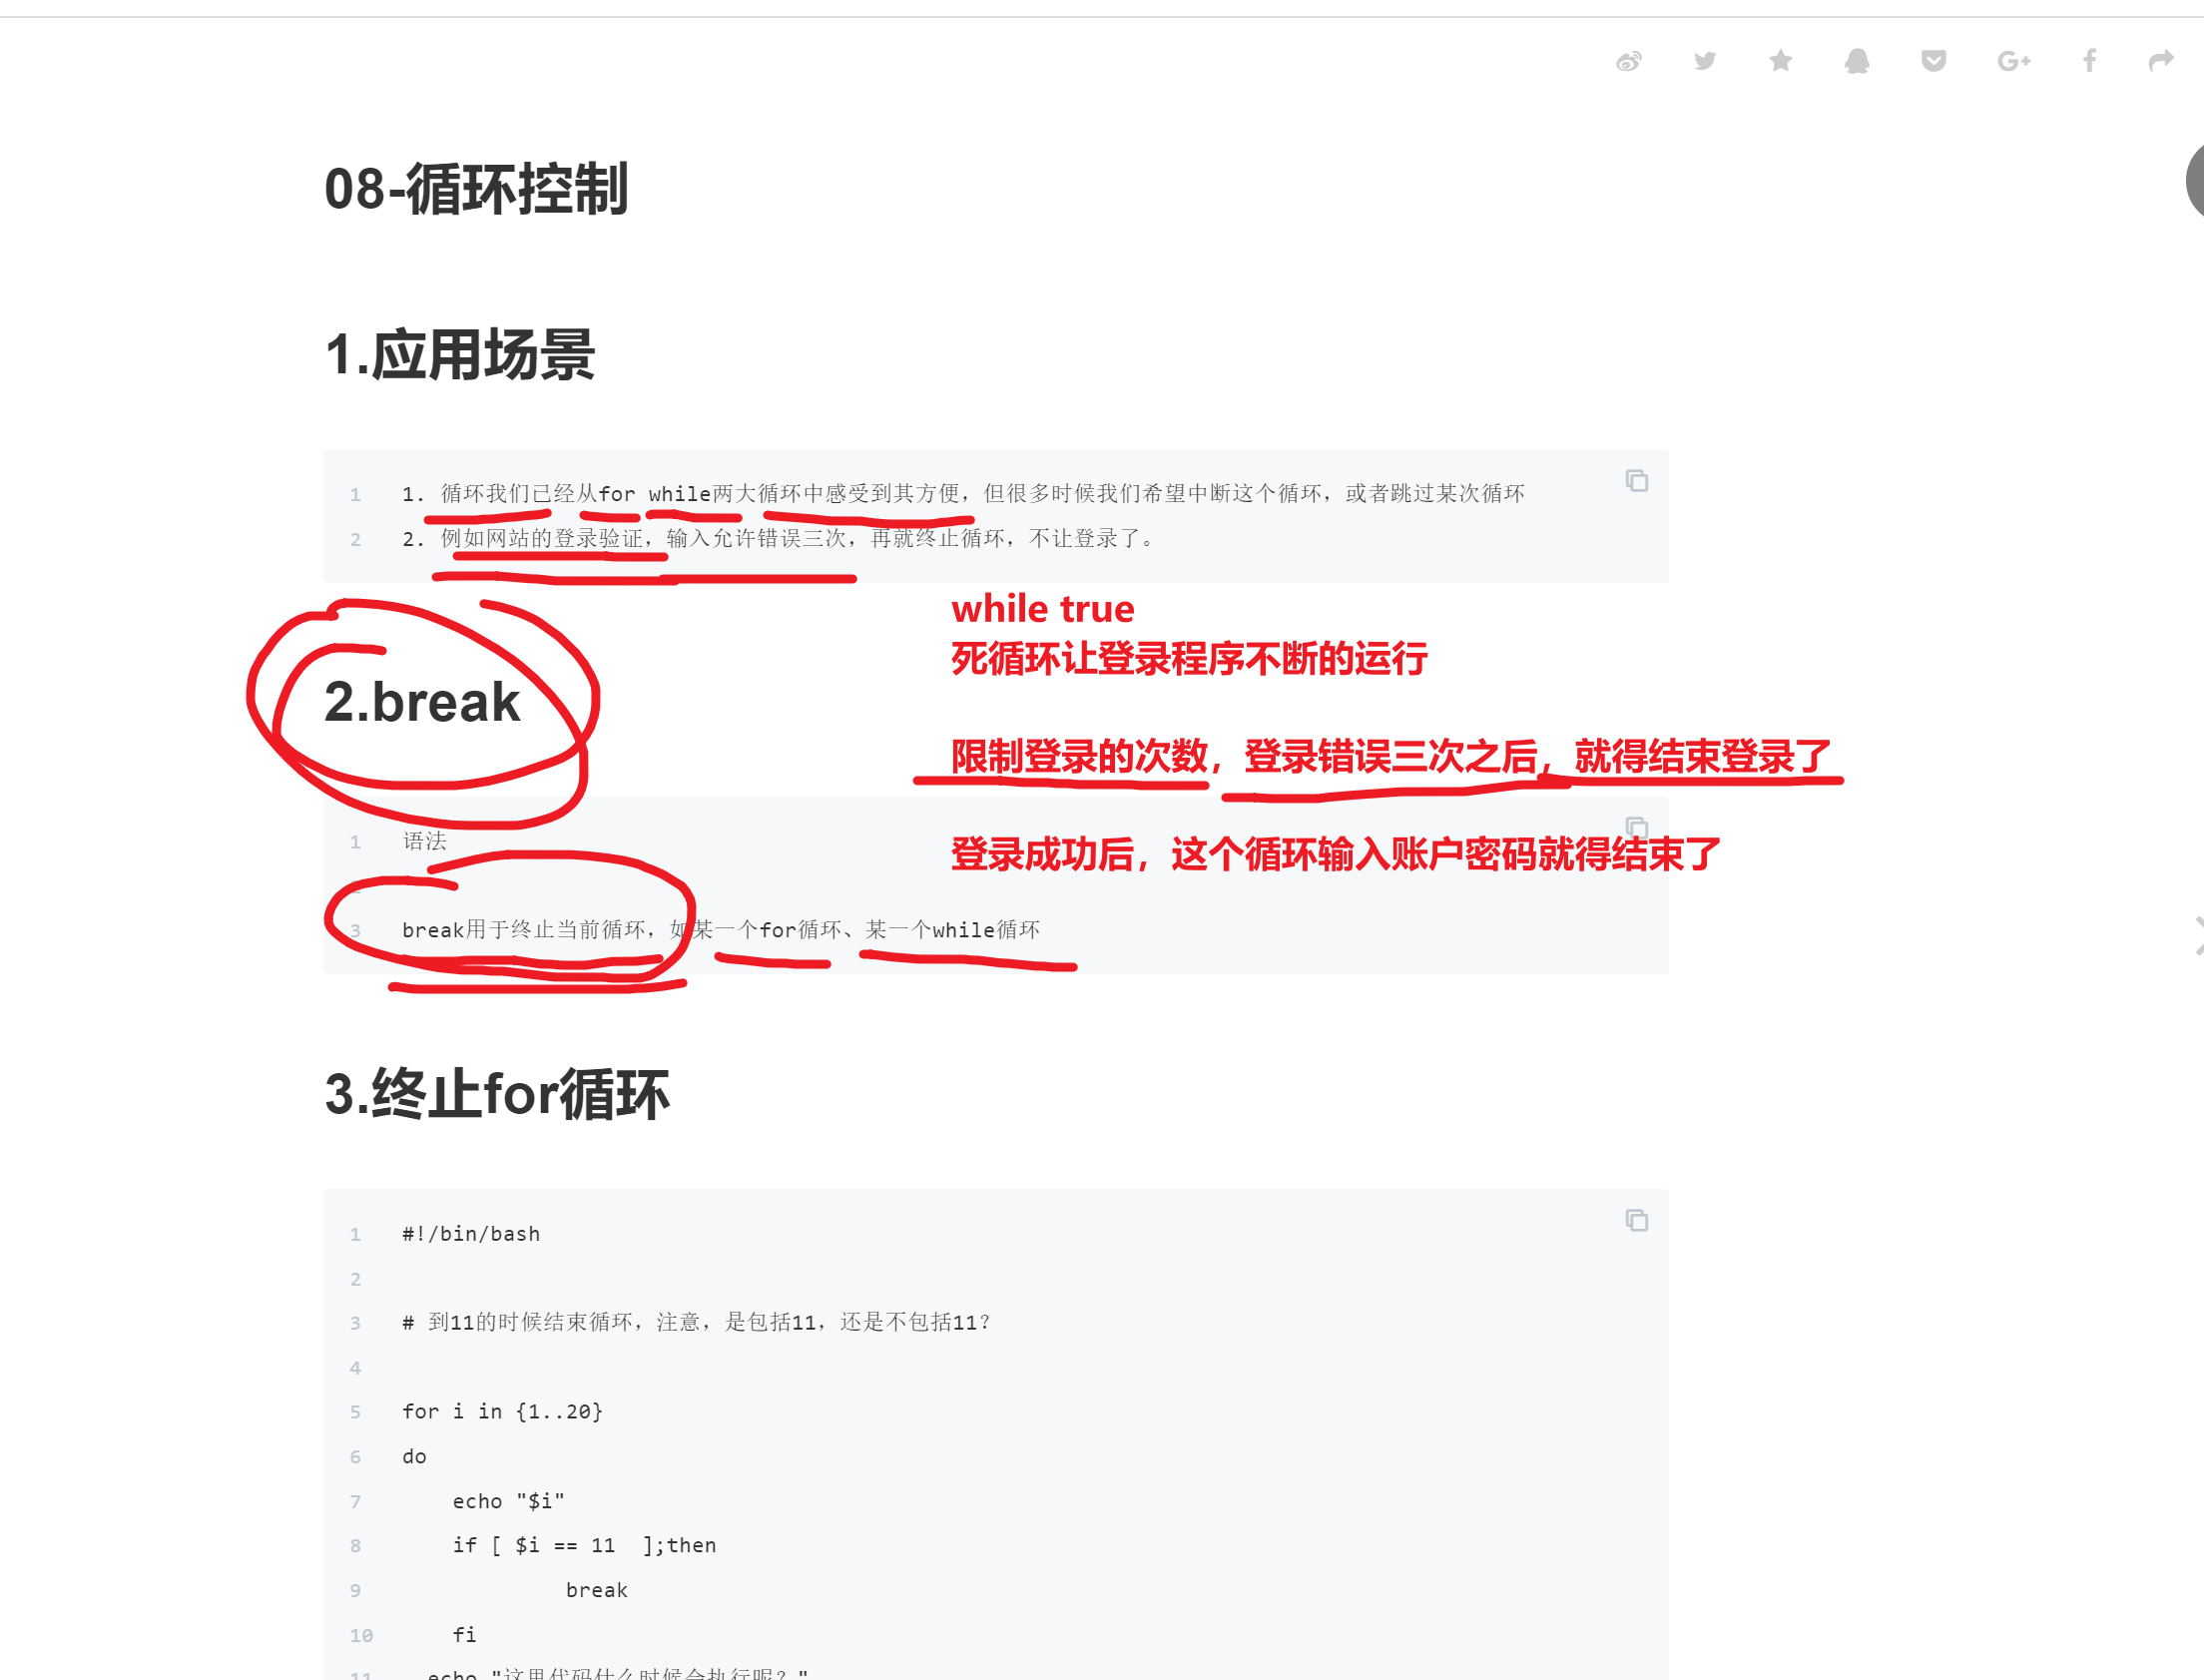 08-循环控制
1.应用场景
1 1. 循环我们已经从for while两大循环中感受到其方便，但很多时候我们希望中断这个循环，或者跳过某次循环
2 2. 例如网站的登录验证，输入允许错误三次，再就终止循环，不让登录了。
while true
死循环让登录程序不断的运行
2.break
限制登录的次数，登录错误三次之后，就得结束登录了
1 语法
登录成功后，这个循环输入账户密码就得结束了
3 break用于终止当前循环，如某一个for循环、某一个while循环
3.终止for循环
1 #!/bin/bash
2
3 # 到11的时候结束循环，注意，是包括11，还是不包括11？
4
5 for i in {1..20}
6 do
7 echo "$i"
8 if [ $i == 11  ];then
9 break
10 fi
11 echo "这里代码什么时候会执行呢？"